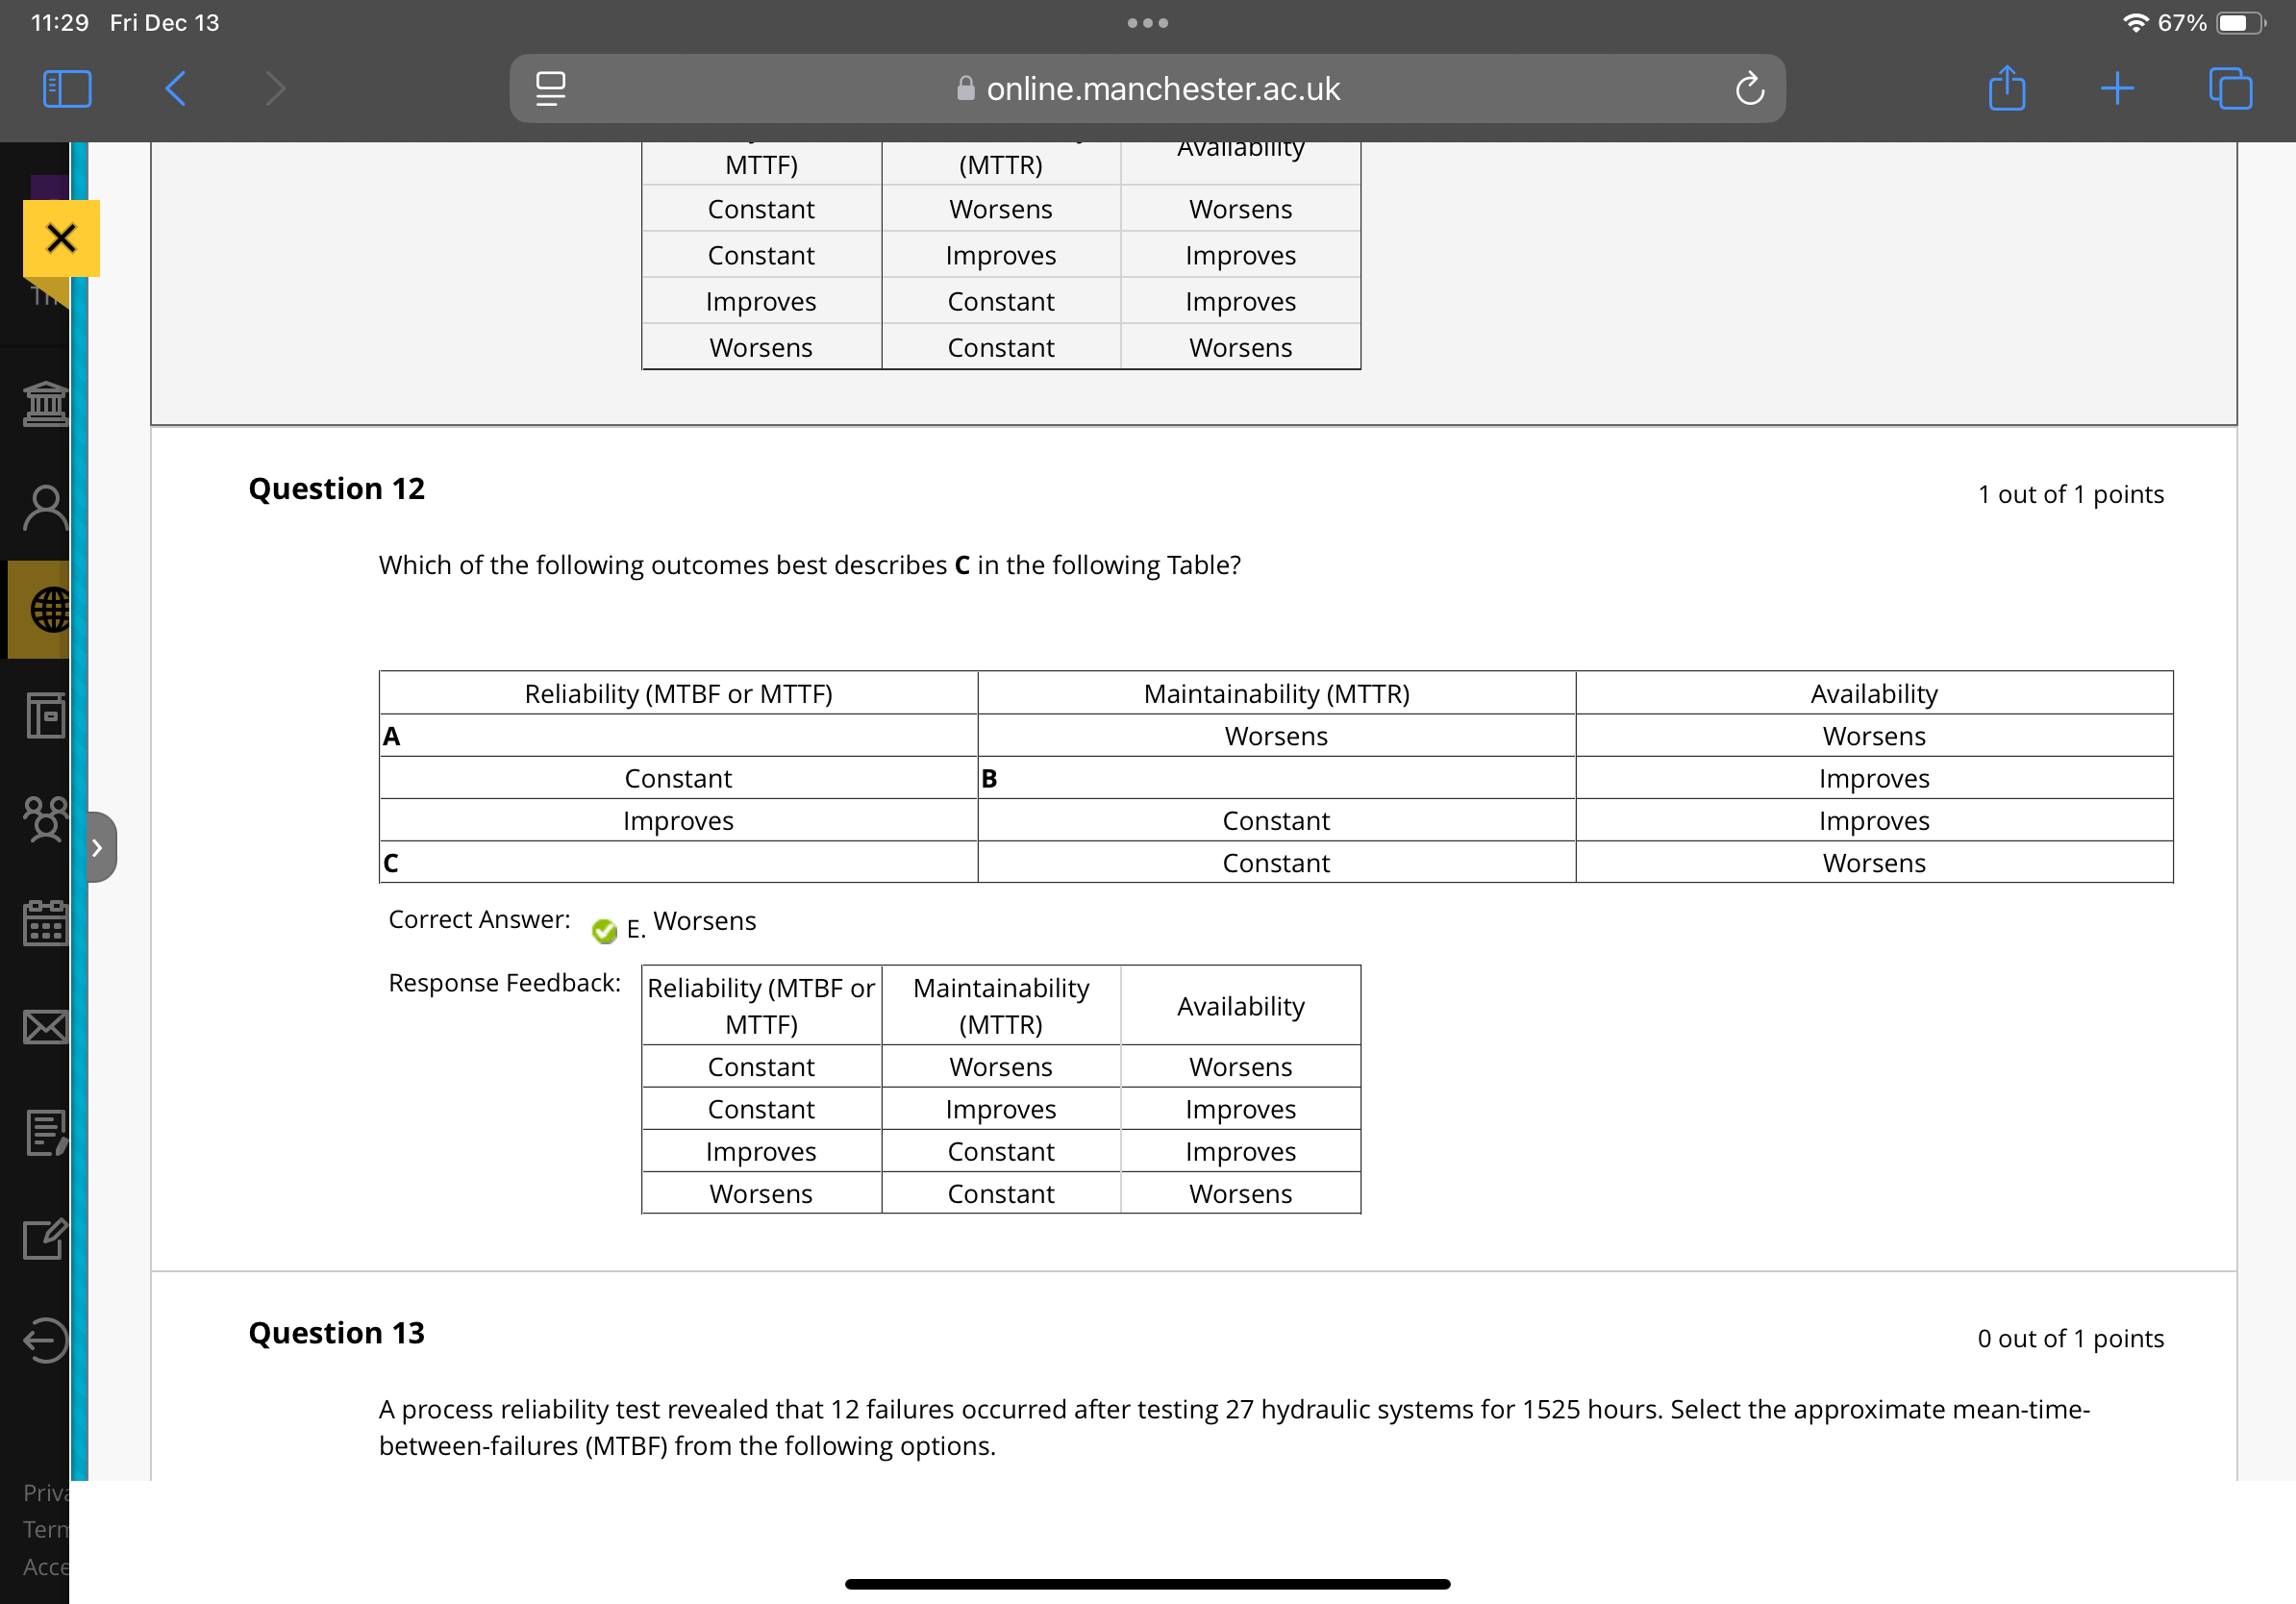 11:29 Fri Dec 13
67%
online.manchester.ac.uk
MTTF) (MTTR) Availability
Constant Worsens Worsens
Constant Improves Improves
Improves Constant Improves
Worsens Constant Worsens
Question 12
1 out of 1 points
Which of the following outcomes best describes C in the following Table?
Reliability (MTBF or MTTF) Maintainability (MTTR) Availability
A Worsens Worsens
Constant B Improves
Improves Constant Improves
C Constant Worsens
Correct Answer: E. Worsens
Response Feedback:
Reliability (MTBF or MTTF) Maintainability (MTTR) Availability
Constant Worsens Worsens
Constant Improves Improves
Improves Constant Improves
Worsens Constant Worsens
Question 13
0 out of 1 points
A process reliability test revealed that 12 failures occurred after testing 27 hydraulic systems for 1525 hours. Select the approximate mean-time-
between-failures (MTBF) from the following options.